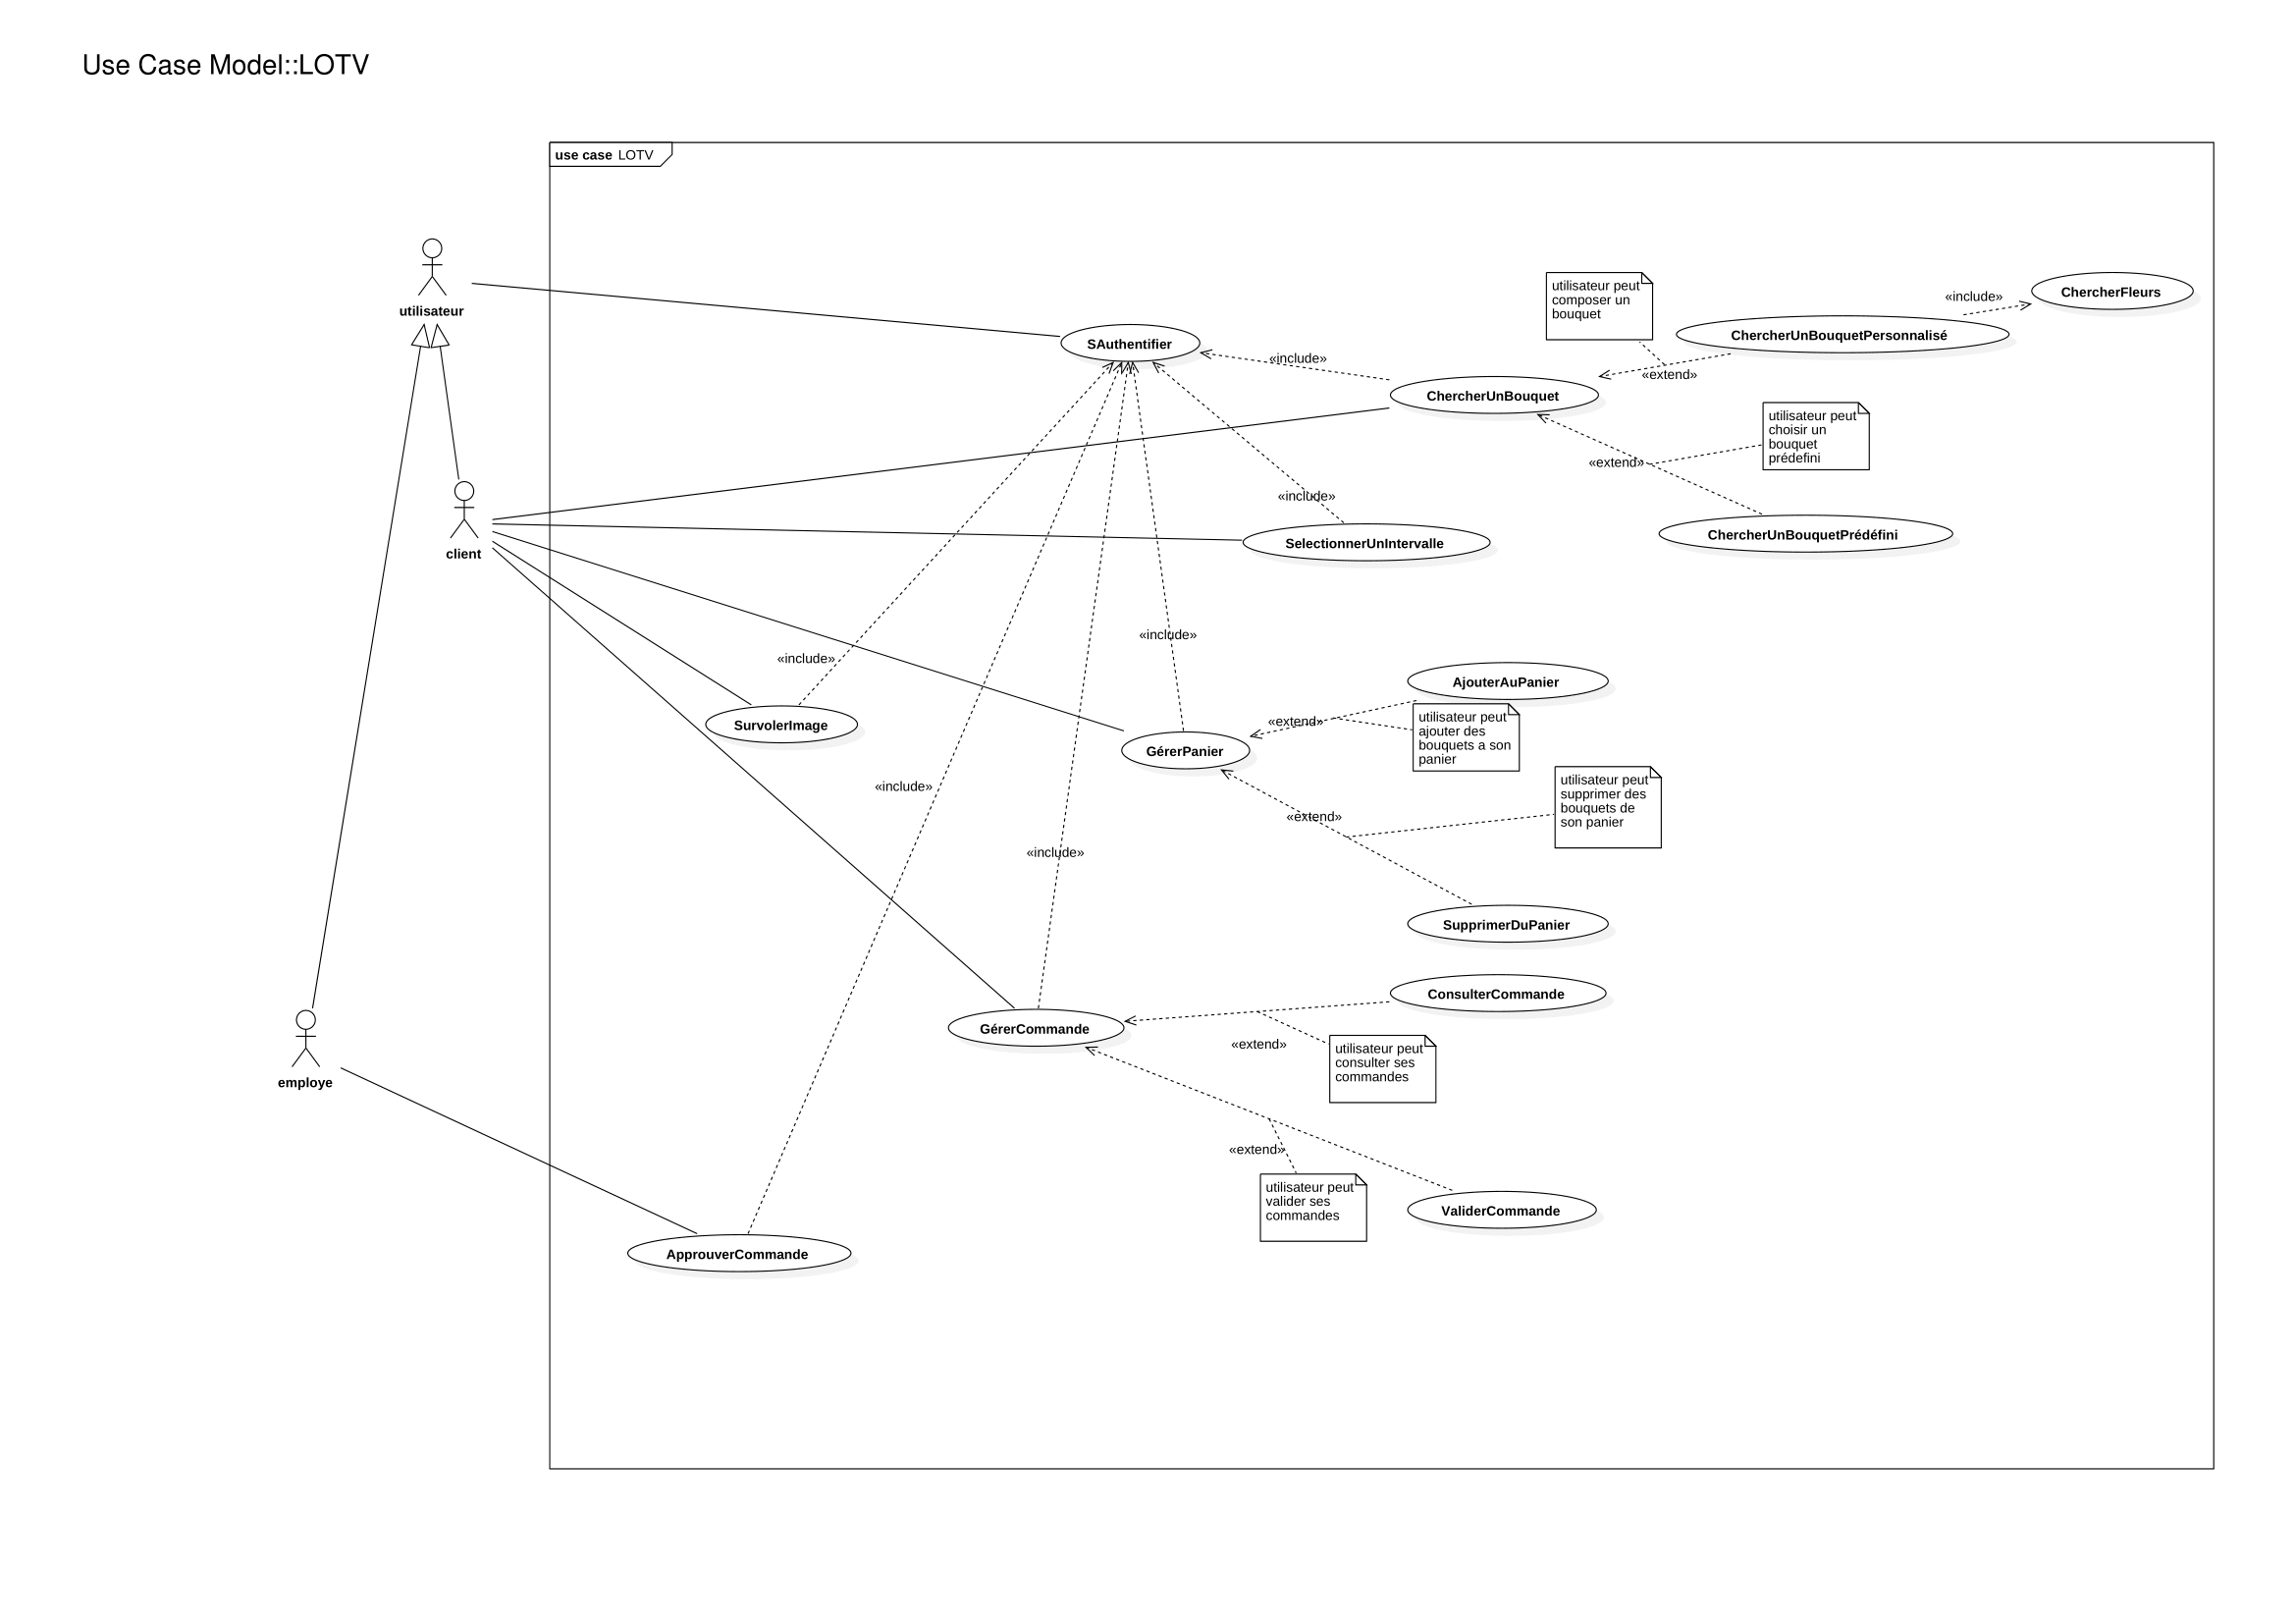 Use Case Model::LOTV
use case LOTV
utilisateur
utilisateur peut
composer un
bouquet
«include»
ChercherFleurs
ChercherUnBouquetPersonnalisé
SAuthentifier
«include»
«extend»
ChercherUnBouquet
utilisateur peut
choisir un
bouquet
prédefini
«extend»
«include»
client
SelectionnerUnIntervalle
ChercherUnBouquetPrédéfini
«include»
«include»
AjouterAuPanier
SurvolerImage
«extend»
utilisateur peut
ajouter des
bouquets a son
panier
GérerPanier
«include»
utilisateur peut
supprimer des
bouquets de
son panier
«extend»
«include»
SupprimerDuPanier
ConsulterCommande
GérerCommande
«extend»
utilisateur peut
consulter ses
commandes
employe
«extend»
utilisateur peut
valider ses
commandes
ValiderCommande
ApprouverCommande